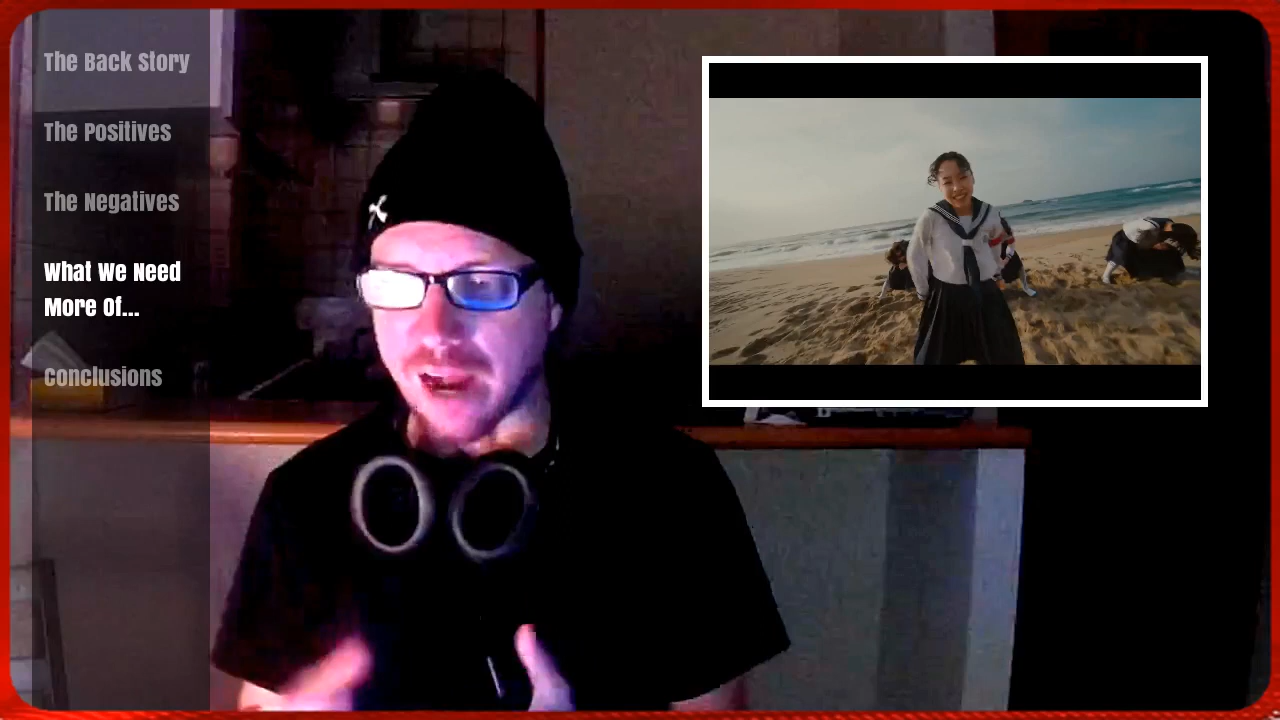 The Back Story
The Positives
The Negatives
What We Need
More Of...
Conclusions